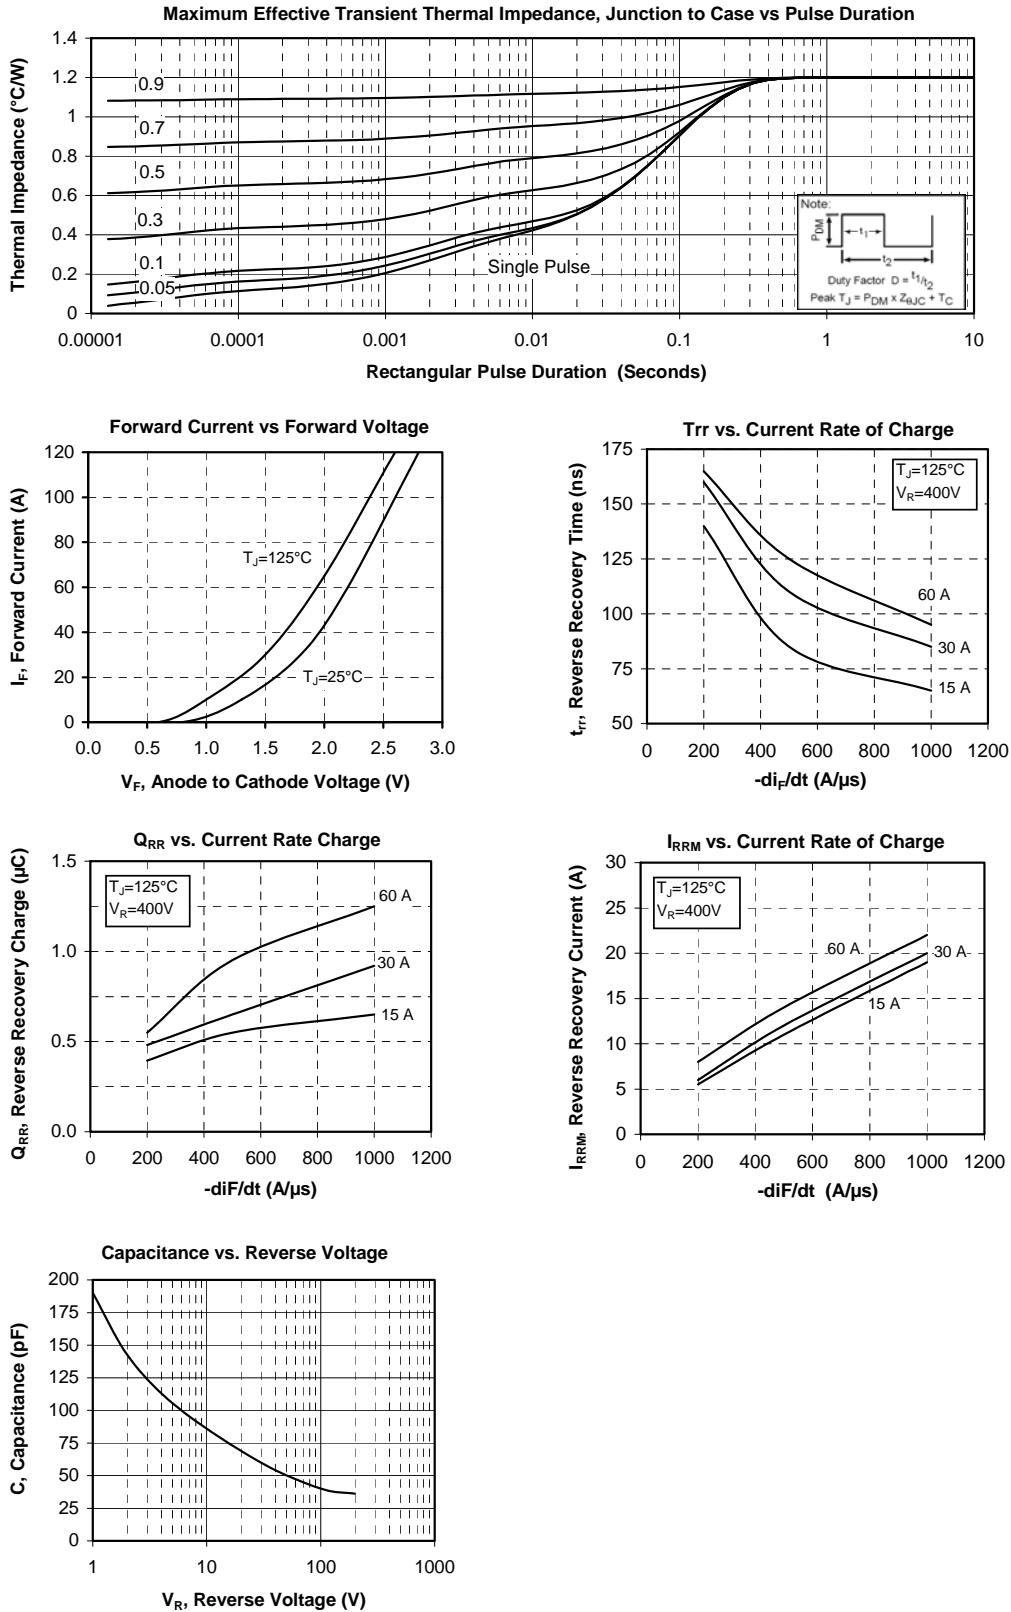 Maximum Effective Transient Thermal Impedance, Junction to Case vs Pulse Duration
Thermal Impedance (°C/W)
1.4
1.2
1
0.8
0.6
0.4
0.2
0
0.9
0.7
0.5
0.3
0.1
0.05
Single Pulse
Note:
PDM
t1
t2
Duty Factor D = t1/t2
Peak TJ = PDM x ZθJC + TC
0.00001 0.0001 0.001 0.01 0.1 1 10
Rectangular Pulse Duration (Seconds)
Forward Current vs Forward Voltage
IF, Forward Current (A)
120
100
80
60
40
20
0
TJ=125°C
TJ=25°C
0.0 0.5 1.0 1.5 2.0 2.5 3.0
VF, Anode to Cathode Voltage (V)
Trr vs. Current Rate of Charge
trr, Reverse Recovery Time (ns)
175
150
125
100
75
50
TJ=125°C
VR=400V
60 A
30 A
15 A
0 200 400 600 800 1000 1200
-diF/dt (A/µs)
QRR vs. Current Rate Charge
QRR, Reverse Recovery Charge (µC)
1.5
1.0
0.5
0.0
TJ=125°C
VR=400V
60 A
30 A
15 A
0 200 400 600 800 1000 1200
-diF/dt (A/µs)
IRRM vs. Current Rate of Charge
IRRM, Reverse Recovery Current (A)
30
25
20
15
10
5
0
TJ=125°C
VR=400V
60 A
30 A
15 A
0 200 400 600 800 1000 1200
-diF/dt (A/µs)
Capacitance vs. Reverse Voltage
C, Capacitance (pF)
200
175
150
125
100
75
50
25
0
1 10 100 1000
VR, Reverse Voltage (V)